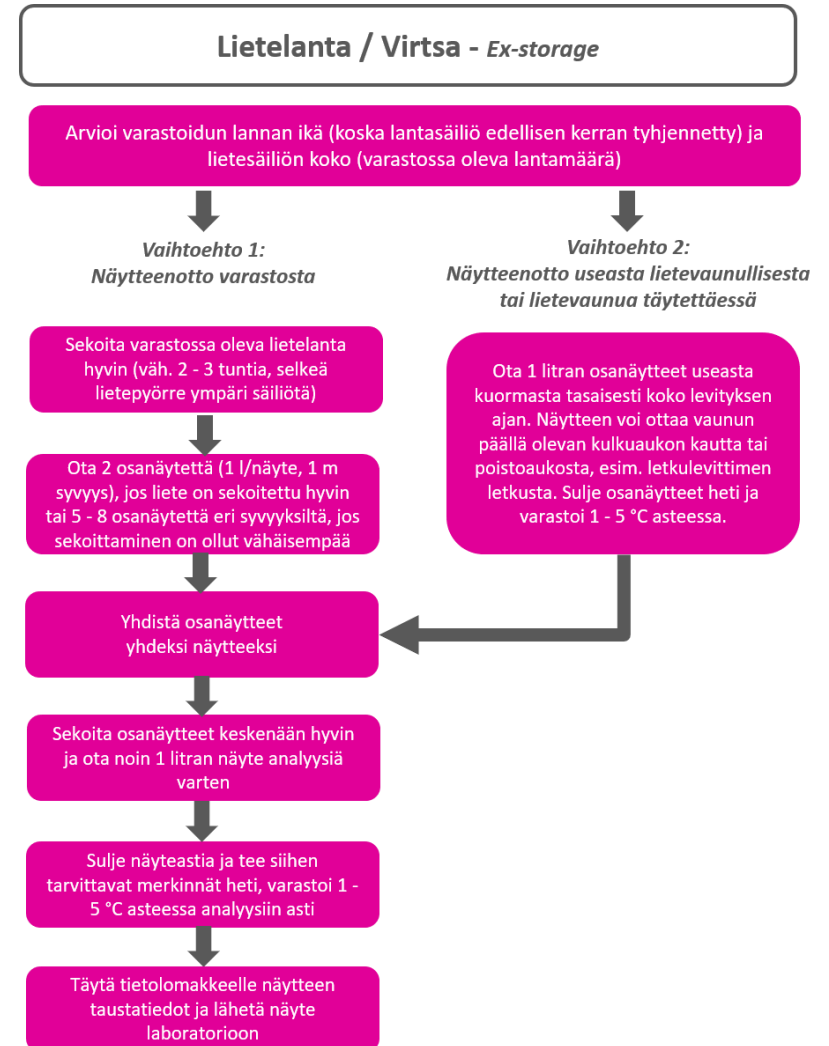 Lietelanta / Virtsa - Ex-storage
Arvioi varastoidun lannan ikä (koska lantasäiliö edellisen kerran tyhjennetty) ja
lietesäiliön koko (varastossa oleva lantamäärä)
Vaihtoehto 1:
Näytteenotto varastosta
Sekoita varastossa oleva lietelanta
hyvin (väh. 2 - 3 tuntia, selkeä
lietepyörre ympäri säiliötä)
Ota 2 osanäytettä (1 l/näyte, 1 m
syvyys), jos liete on sekoitettu hyvin
tai 5 - 8 osanäytettä eri syvyyksiltä, jos
sekoittaminen on ollut vähäisempää
Vaihtoehto 2:
Näytteenotto useasta lietevaunullisesta
tai lietevaunua täytettäessä
Ota 1 litran osanäytteet useasta
kuormasta tasaisesti koko levityksen
ajan. Näytteen voi ottaa vaunun
päällä olevan kulkuaukon kautta tai
poistoaukosta, esim. letkulevittimen
letkusta. Sulje osanäytteet heti ja
varastoi 1 - 5 °C asteessa.
Yhdistä osanäytteet
yhdeksi näytteeksi
Sekoita osanäytteet keskenään hyvin
ja ota noin 1 litran näyte analyysiä
varten
Sulje näyteastia ja tee siihen
tarvittavat merkinnät heti, varastoi 1 -
5 °C asteessa analyysiin asti
Täytä tietolomakkeelle näytteen
taustatiedot ja lähetä näyte
laboratorioon